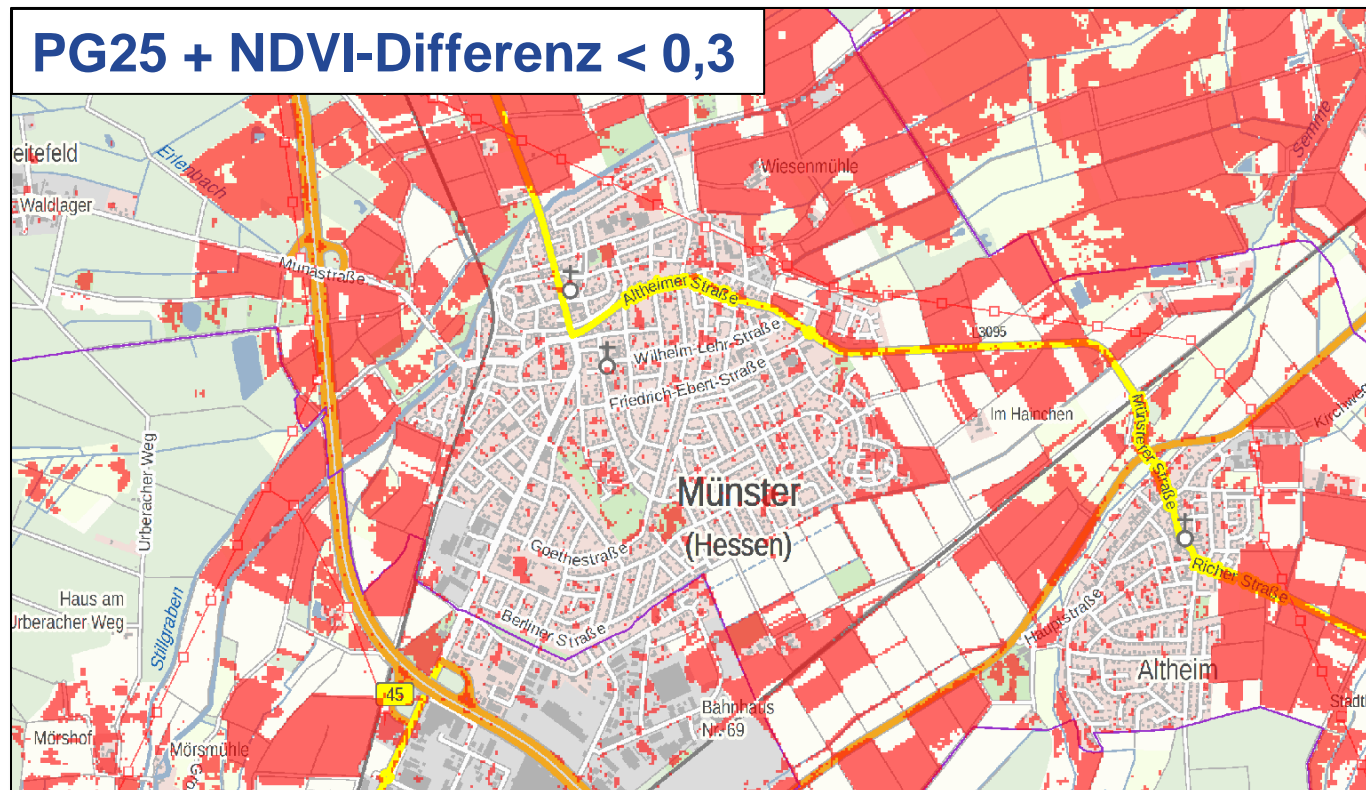 PG25 + NDVI-Differenz < 0,3
eitefeld
Erlenbach
Waldlager
Munastraße
Wiesenmühle
Semme
Altheimer Straße
Wilhelm-Lehr-Straße
Friedrich-Ebert-Straße
L3095
Im Hainchen
Münsterer Straße
Kirchwe
Urberacher Weg
Münster
(Hessen)
Goethestraße
Berliner Straße
Haus am
Urberacher Weg
Stillgraben
Richer Straße
Hauptstraße
Altheim
45
Bahnhaus
Nr. 69
Mörshof
Mörsmühle